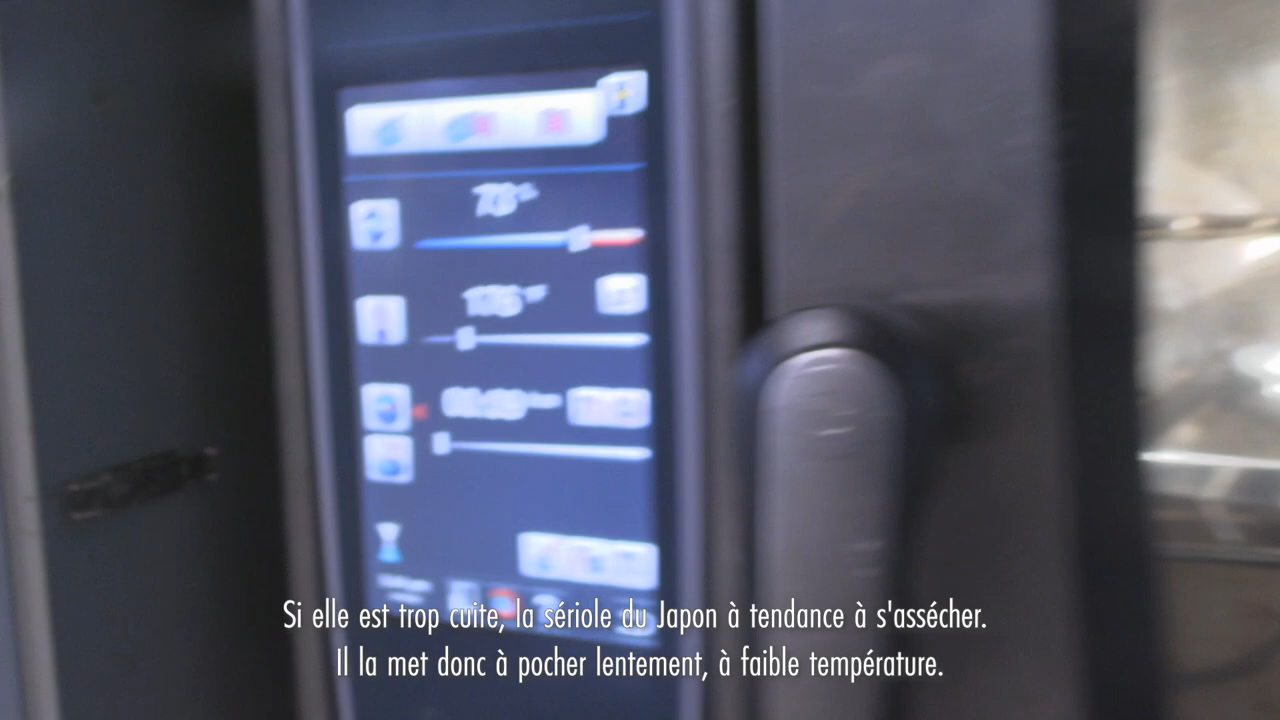 Si elle est trop cuite, la sériole du Japon à tendance à s'assécher.
Il la met donc à pocher lentement, à faible température.